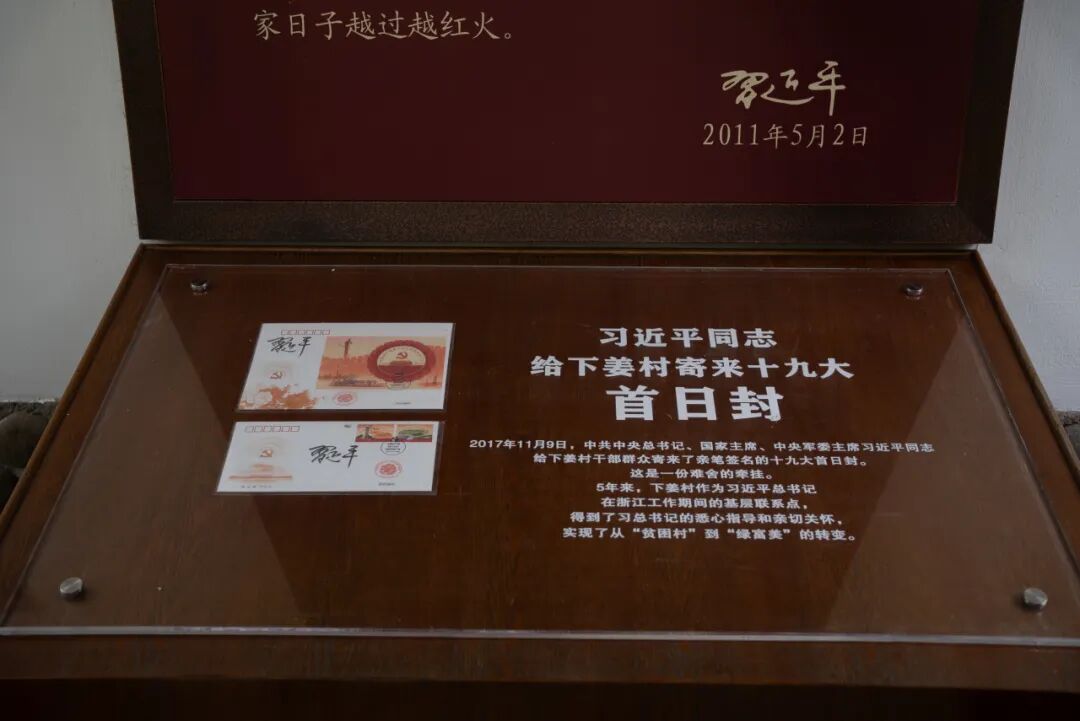 家日子越过越红火。
习近平
2011年5月2日
习近平
习近平
习近平同志
给下姜村寄来十九大
首日封
2017年11月9日，中共中央总书记、国家主席、中央军委主席习近平同志
给下姜村干部群众寄来了亲笔签名的十九大首日封。
这是一份难舍的牵挂。
5年来，下姜村作为习近平总书记
在浙江工作期间的基层联系点，
得到了习总书记的悉心指导和亲切关怀，
实现了从“贫困村”到“绿富美”的转变。